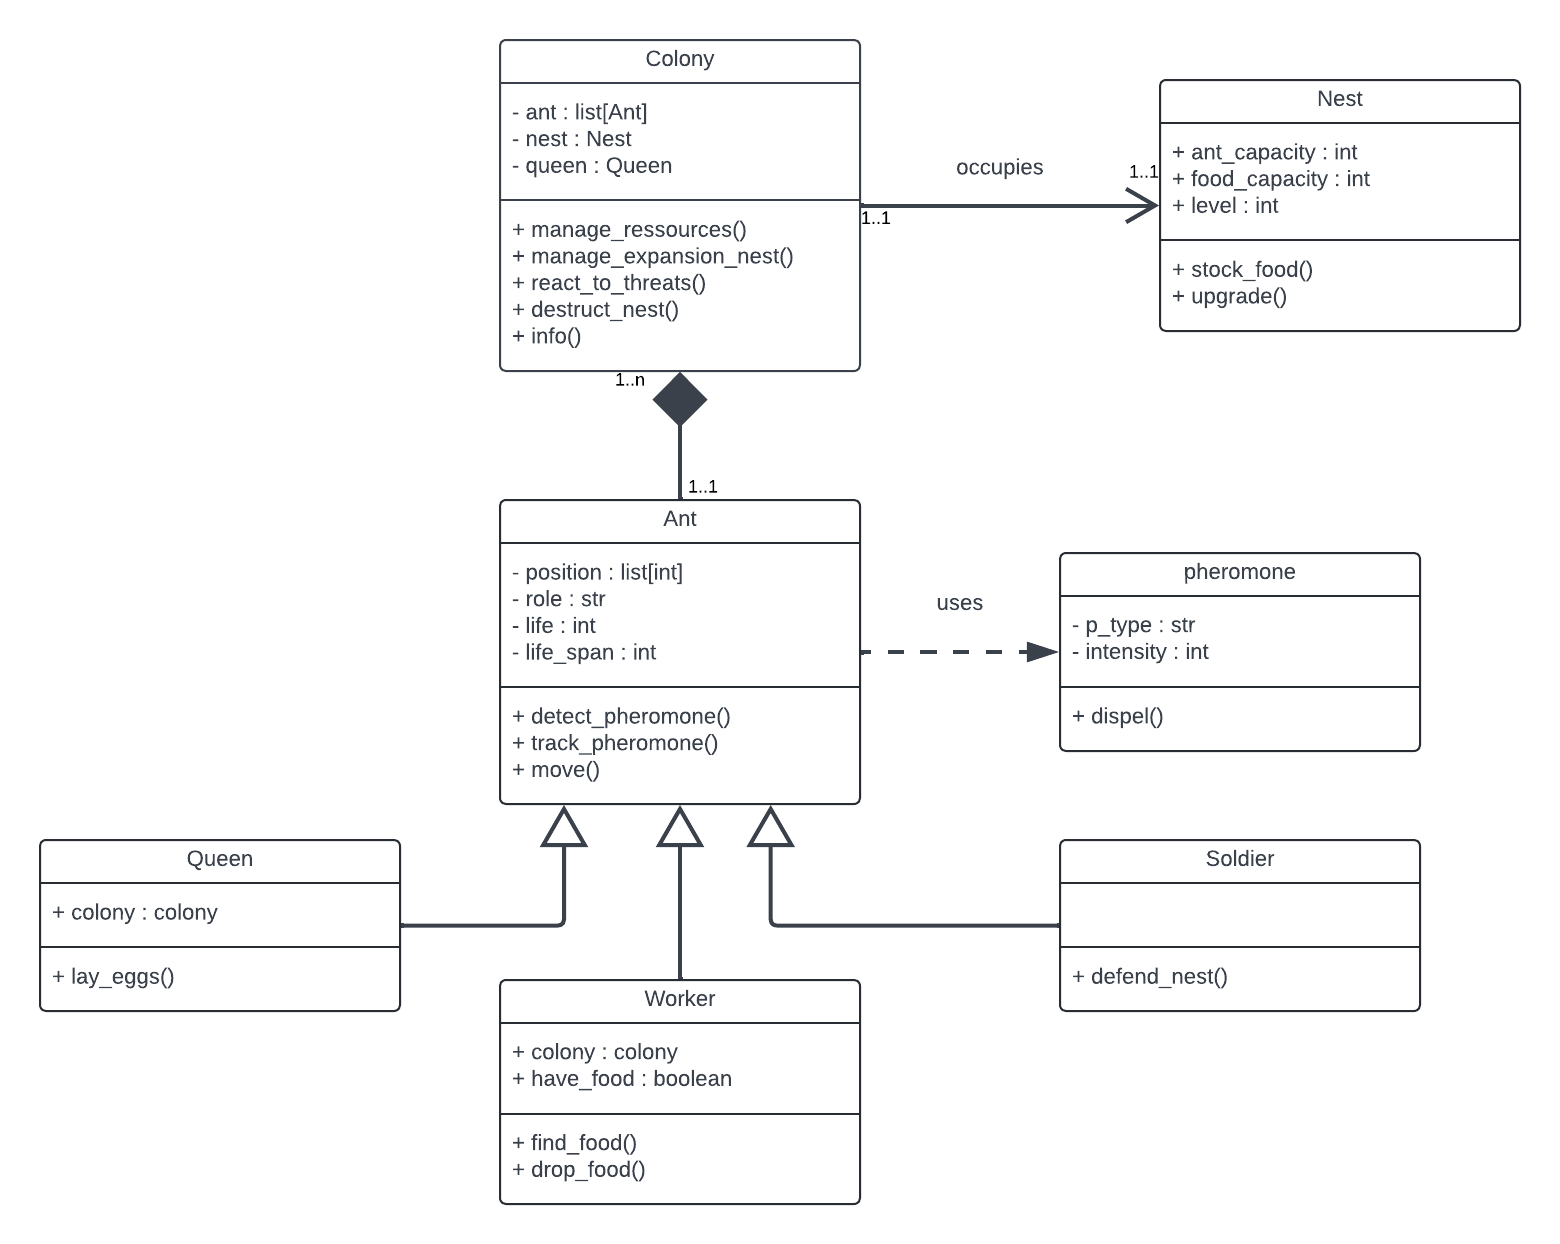 Colony
- ant : list[Ant]
- nest : Nest
- queen : Queen
+ manage_ressources()
+ manage_expansion_nest()
+ react_to_threats()
+ destruct_nest()
+ info()
occupies
1..1
1..1
Nest
+ ant_capacity : int
+ food_capacity : int
+ level : int
+ stock_food()
+ upgrade()
1..n
1..1
Ant
- position : list[int]
- role : str
- life : int
- life_span : int
+ detect_pheromone()
+ track_pheromone()
+ move()
uses
pheromone
- p_type : str
- intensity : int
+ dispel()
Queen
+ colony : colony
+ lay_eggs()
Worker
+ colony : colony
+ have_food : boolean
+ find_food()
+ drop_food()
Soldier
+ defend_nest()